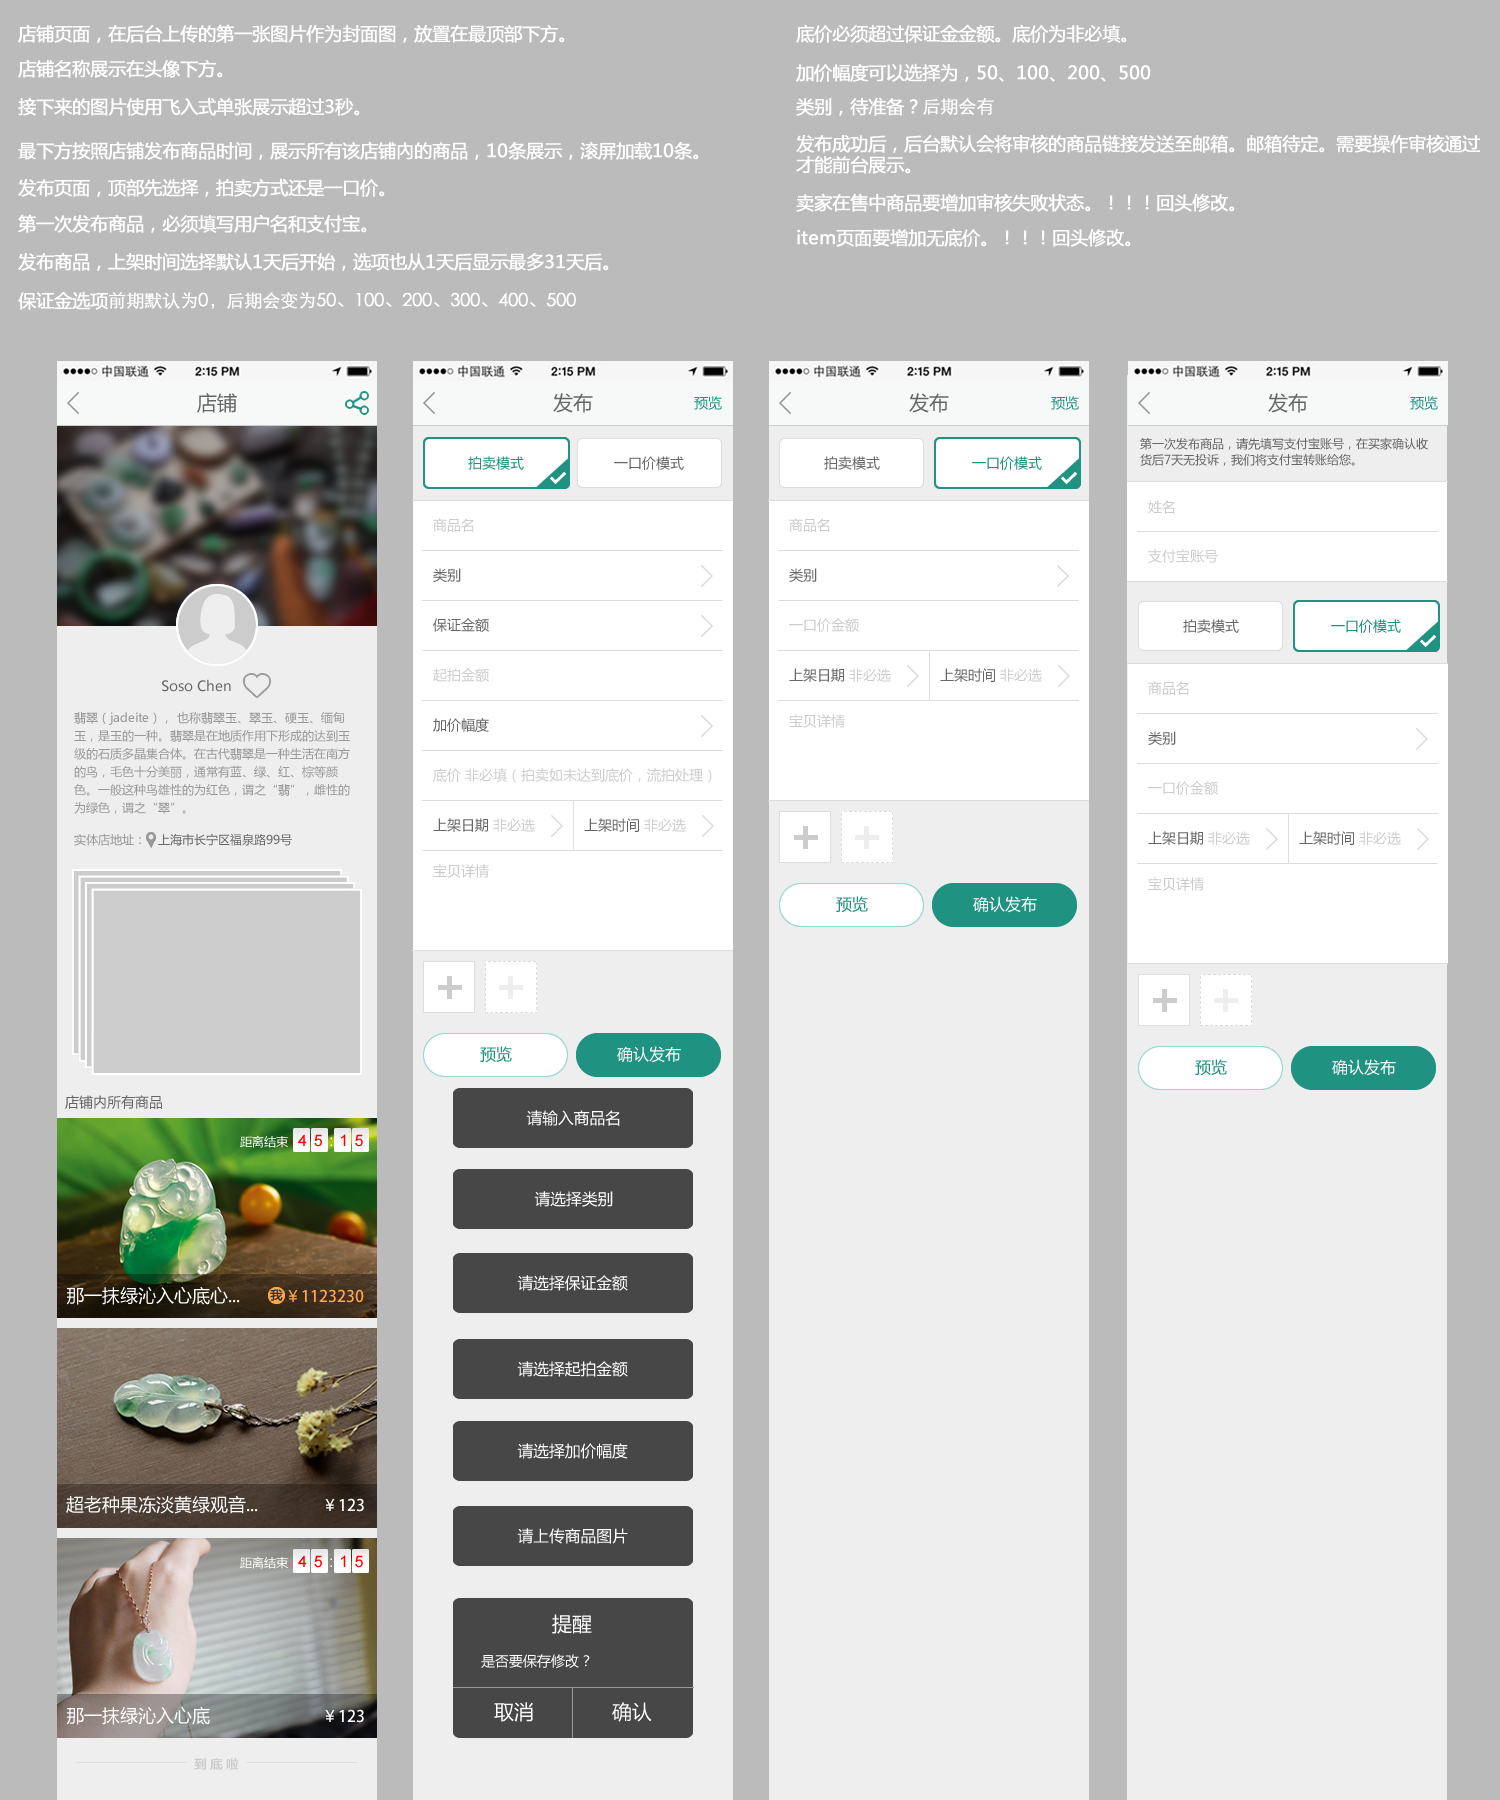 店铺页面，在后台上传的第一张图片作为封面图，放置在最顶部下方。
店铺名称展示在头像下方。
接下来的图片使用飞入式单张展示超过3秒。
最下方按照店铺发布商品时间，展示所有该店铺内的商品，10条展示，滚屏加载10条。
发布页面，顶部先选择，拍卖方式还是一口价。
第一次发布商品，必须填写用户名和支付宝。
发布商品，上架时间选择默认1天后开始，选项也从1天后显示最多31天后。
保证金选项前期默认为0，后期会变为50、100、200、300、400、500
底价必须超过保证金金额。底价为非必填。
加价幅度可以选择为，50、100、200、500
类别，待准备？后期会有
发布成功后，后台默认会将审核的商品链接发送至邮箱。邮箱待定。需要操作审核通过
才能前台展示。
卖家在售中商品要增加审核失败状态。！！！回头修改。
item页面要增加无底价。！！！回头修改。
中国联通 2:15 PM
店铺
Soso Chen
翡翠（jadeite），也称翡翠玉、翠玉、硬玉、缅甸
玉，是玉的一种。翡翠是在地质作用下形成的达到玉
级的石质多晶集合体。在古代翡翠是一种生活在南方
的鸟，毛色十分美丽，通常有蓝、绿、红、棕等颜
色。一般这种鸟雄性的为红色，谓之“翡”，雌性的
为绿色，谓之“翠”。
实体店地址：上海市长宁区福泉路99号
店铺内所有商品
距离结束 45:15
那一抹绿沁入心底心... 我 ¥1123230
超老种果冻淡黄绿观音... ¥123
距离结束 45:15
那一抹绿沁入心底 ¥123
到底啦
中国联通 2:15 PM
发布 预览
拍卖模式 一口价模式
商品名
类别
保证金额
起拍金额
加价幅度
底价 非必填（拍卖如未达到底价，流拍处理）
上架日期 非必选 上架时间 非必选
宝贝详情
预览 确认发布
请输入商品名
请选择类别
请选择保证金额
请选择起拍金额
请选择加价幅度
请上传商品图片
提醒
是否要保存修改？
取消 确认
中国联通 2:15 PM
发布 预览
拍卖模式 一口价模式
商品名
类别
一口价金额
上架日期 非必选 上架时间 非必选
宝贝详情
预览 确认发布
中国联通 2:15 PM
发布 预览
第一次发布商品，请先填写支付宝账号，在买家确认收
货后7天无投诉，我们将支付宝转账给您。
姓名
支付宝账号
拍卖模式 一口价模式
商品名
类别
一口价金额
上架日期 非必选 上架时间 非必选
宝贝详情
预览 确认发布